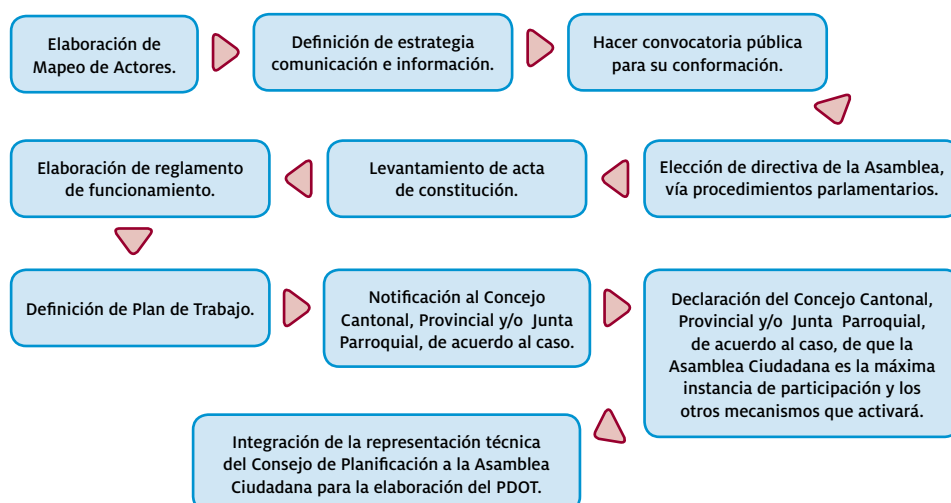 Elaboración de
Mapeo de Actores.
Definición de estrategia
comunicación e información.
Hacer convocatoria pública
para su conformación.
Elección de directiva de la Asamblea,
vía procedimientos parlamentarios.
Levantamiento de acta
de constitución.
Elaboración de reglamento
de funcionamiento.
Definición de Plan de Trabajo.
Notificación al Concejo
Cantonal, Provincial y/o Junta
Parroquial, de acuerdo al caso.
Declaración del Concejo Cantonal,
Provincial y/o Junta Parroquial,
de acuerdo al caso, de que la
Asamblea Ciudadana es la máxima
instancia de participación y los
otros mecanismos que activará.
Integración de la representación técnica
del Consejo de Planificación a la Asamblea
Ciudadana para la elaboración del PDOT.